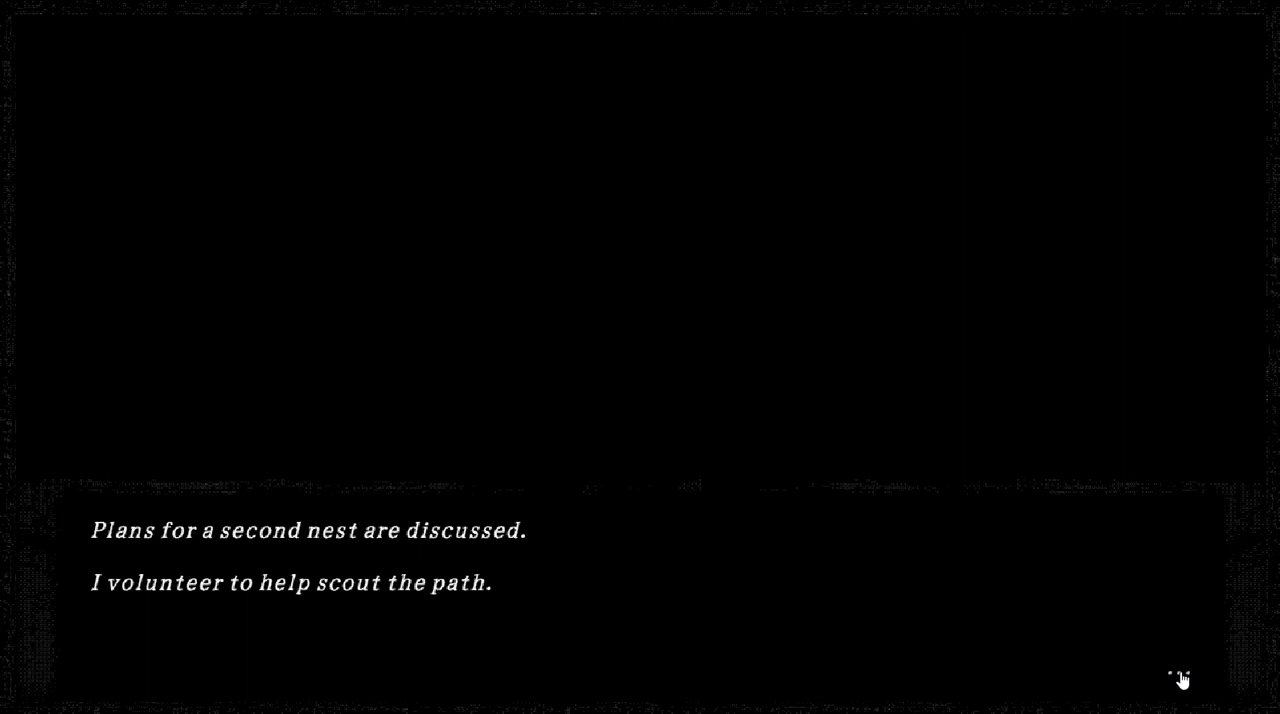 Plans for a second nest are discussed.
I volunteer to help scout the path.